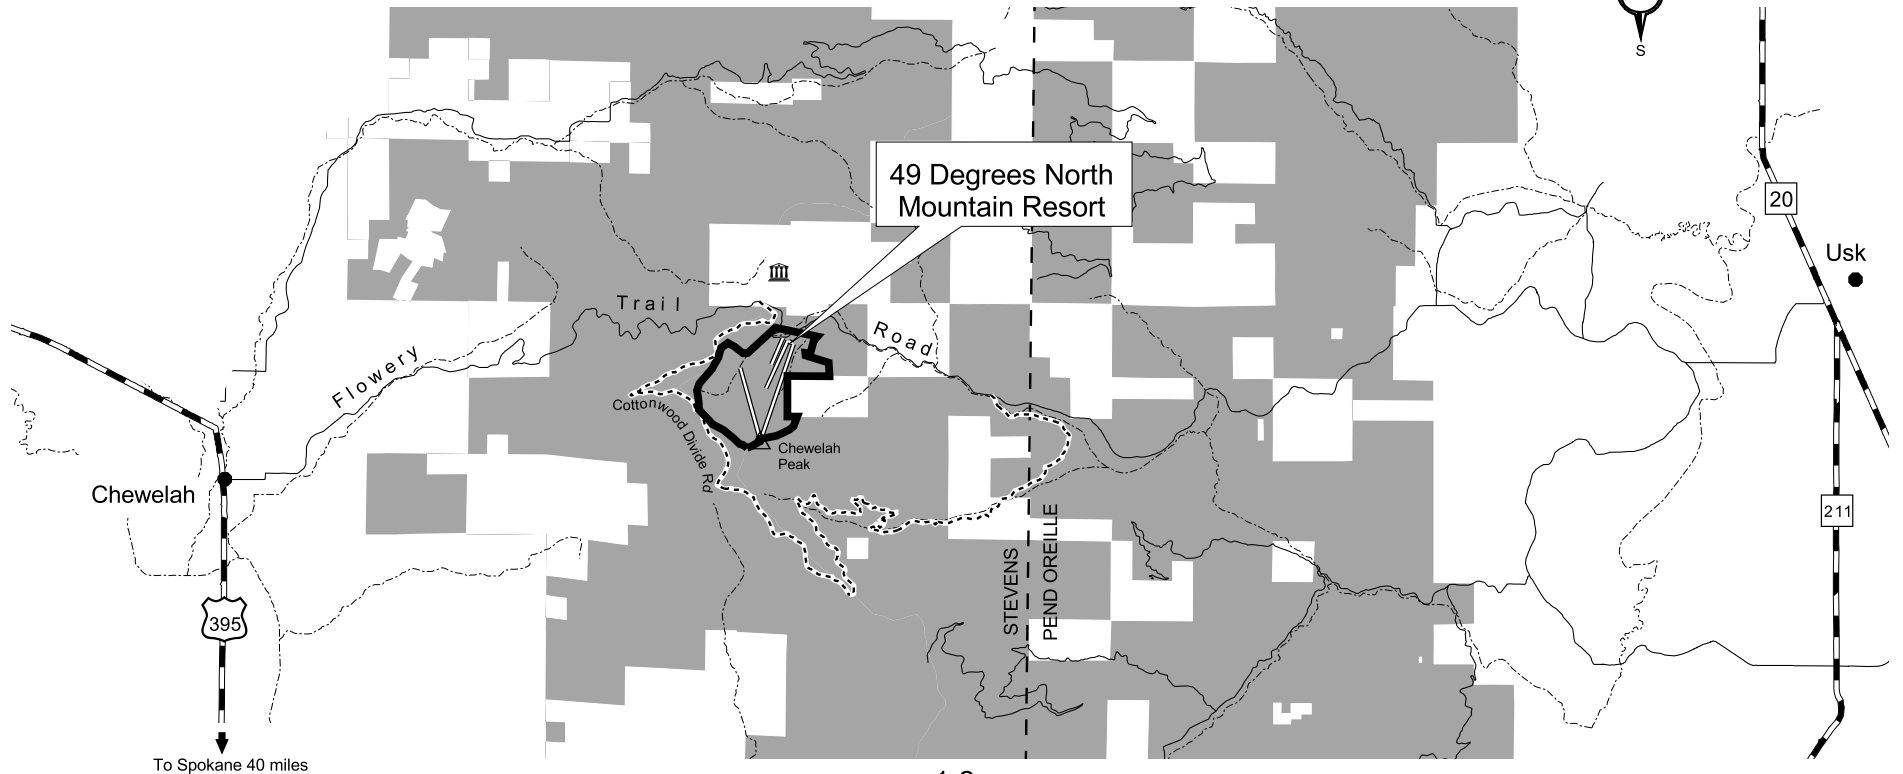 S
49 Degrees North
Mountain Resort
20
Usk
Flowery Trail Road
Cottonwood Divide Rd
Chewelah
Peak
Chewelah
211
STEVENS
PEND OREILLE
395
To Spokane 40 miles